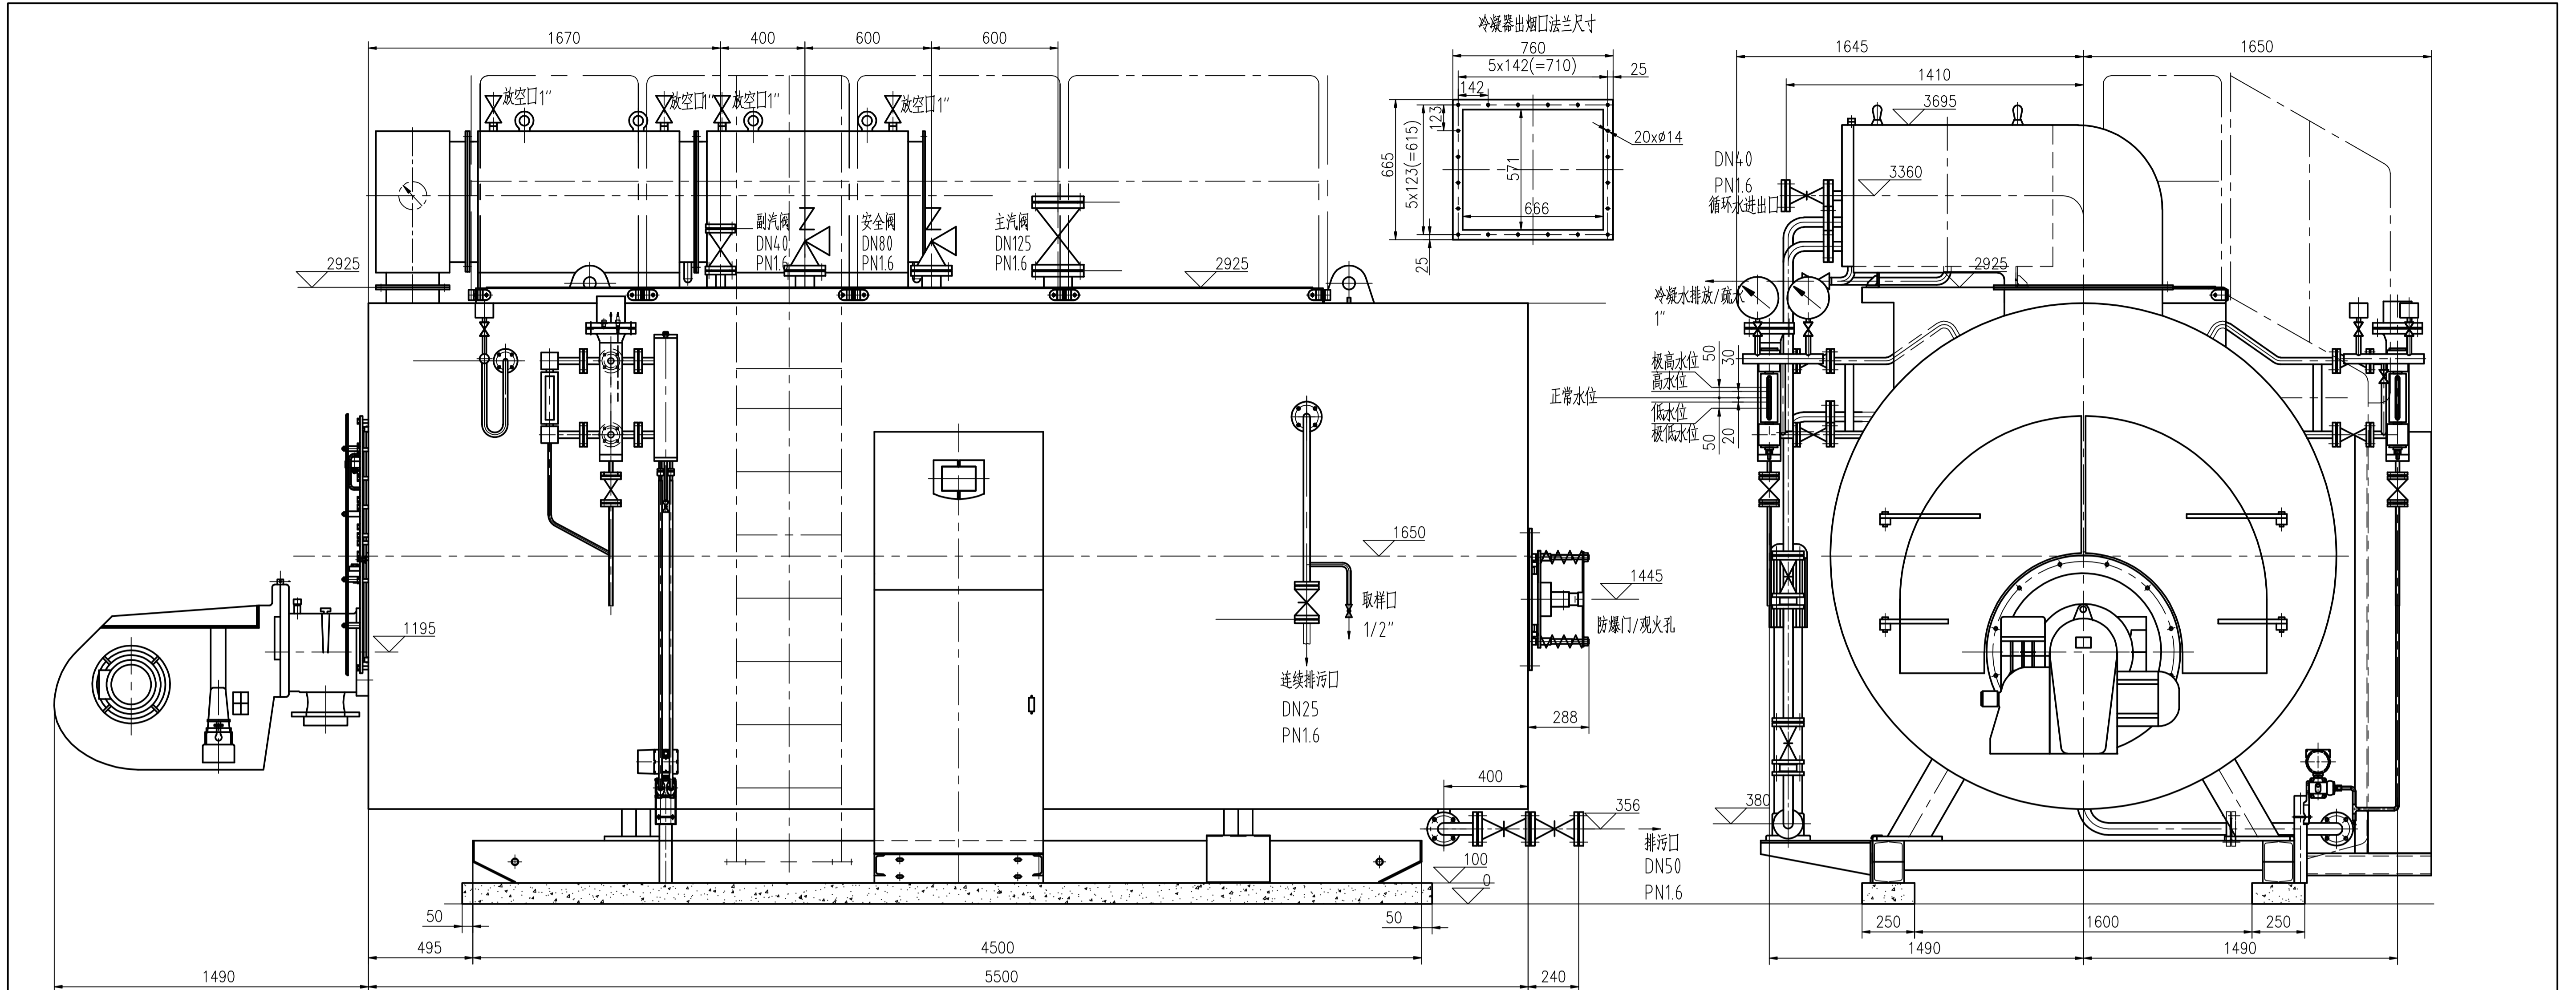 冷凝器出烟口法兰尺寸
1670
400
600
600
760
5x142(=710)
25
142
123
665
5x123(=615)
571
666
25
20xø14
1645
1650
1410
3695
3360
2925
放空口1"
放空口1"
放空口1"
放空口1"
DN40
PN1.6
循环水进出口
副汽阀
DN40
PN1.6
安全阀
DN80
PN1.6
主汽阀
DN125
PN1.6
2925
2925
冷凝水排放/疏水
1"
极高水位
高水位
正常水位
低水位
极低水位
50
30
50
20
1650
1445
防爆门/观火孔
取样口
1/2"
连续排污口
DN25
PN1.6
1195
288
400
356
排污口
DN50
PN1.6
100
0
380
50
50
495
4500
1490
5500
240
250
1600
250
1490
1490